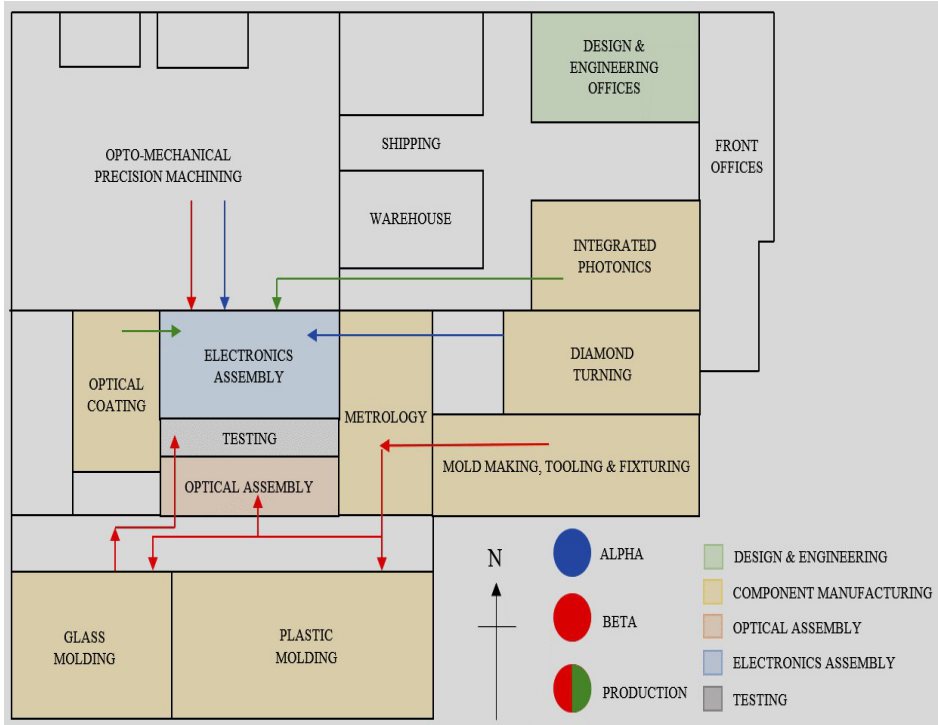 DESIGN &
ENGINEERING
OFFICES
SHIPPING
FRONT
OFFICES
OPTO-MECHANICAL
PRECISION MACHINING
WAREHOUSE
INTEGRATED
PHOTONICS
ELECTRONICS
ASSEMBLY
DIAMOND
TURNING
OPTICAL
COATING
METROLOGY
TESTING
MOLD MAKING, TOOLING & FIXTURING
OPTICAL ASSEMBLY
N
ALPHA
BETA
PRODUCTION
DESIGN & ENGINEERING
COMPONENT MANUFACTURING
OPTICAL ASSEMBLY
ELECTRONICS ASSEMBLY
TESTING
GLASS
MOLDING
PLASTIC
MOLDING